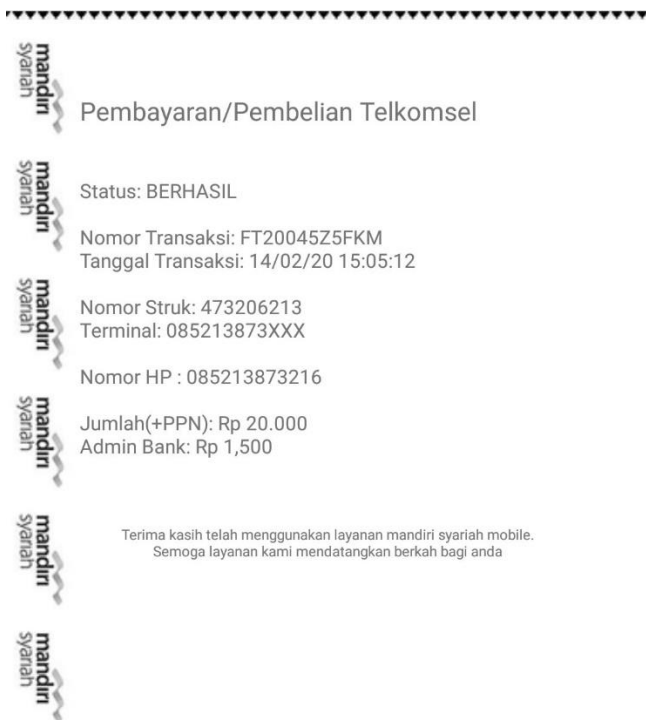 mandiri
syariah
Pembayaran/Pembelian Telkomsel
mandiri
syariah
Status: BERHASIL
Nomor Transaksi: FT20045Z5FKM
Tanggal Transaksi: 14/02/20 15:05:12
mandiri
syariah
Nomor Struk: 473206213
Terminal: 085213873XXX
Nomor HP : 085213873216
mandiri
syariah
Jumlah(+PPN): Rp 20.000
Admin Bank: Rp 1,500
mandiri
syariah
Terima kasih telah menggunakan layanan mandiri syariah mobile.
Semoga layanan kami mendatangkan berkah bagi anda
mandiri
syariah